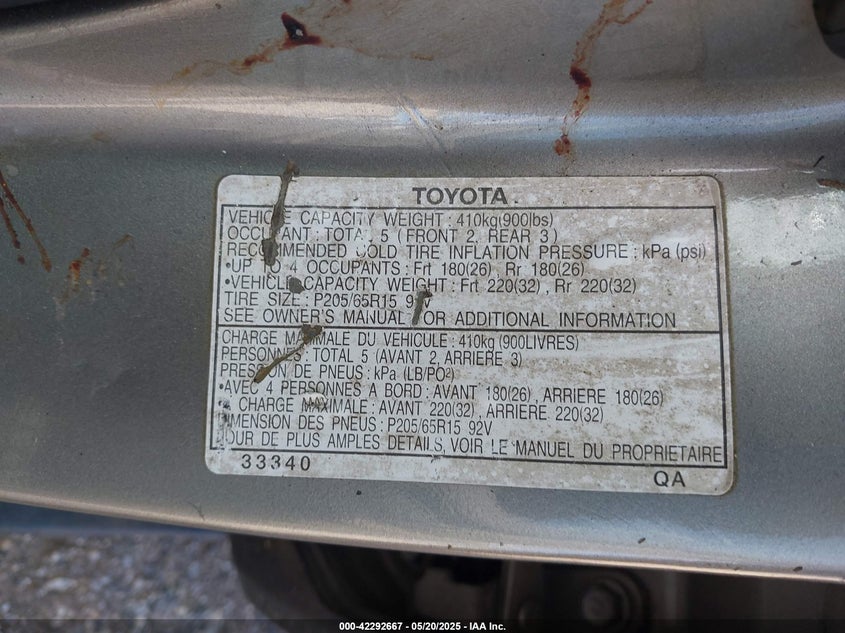 TOYOTA
VEHICLE CAPACITY WEIGHT : 410kg(900lbs)
OCCUPANT : TOTAL 5 ( FRONT 2, REAR 3 )
RECOMMENDED COLD TIRE INFLATION PRESSURE : kPa (psi)
•UP TO 4 OCCUPANTS : Frt 180(26) , Rr 180(26)
•VEHICLE CAPACITY WEIGHT : Frt 220(32) , Rr 220(32)
TIRE SIZE : P205/65R15 92V
SEE OWNER'S MANUAL FOR ADDITIONAL INFORMATION
CHARGE MAXIMALE DU VEHICULE : 410kg (900LIVRES)
PERSONNES : TOTAL 5 (AVANT 2, ARRIERE 3)
PRESSION DE PNEUS : kPa (LB/PO²)
•AVEC 4 PERSONNES A BORD : AVANT 180(26) , ARRIERE 180(26)
• CHARGE MAXIMALE : AVANT 220(32) , ARRIERE 220(32)
DIMENSION DES PNEUS : P205/65R15 92V
POUR DE PLUS AMPLES DETAILS, VOIR LE MANUEL DU PROPRIETAIRE
33340 QA
000-42292667 - 05/20/2025 - IAA Inc.